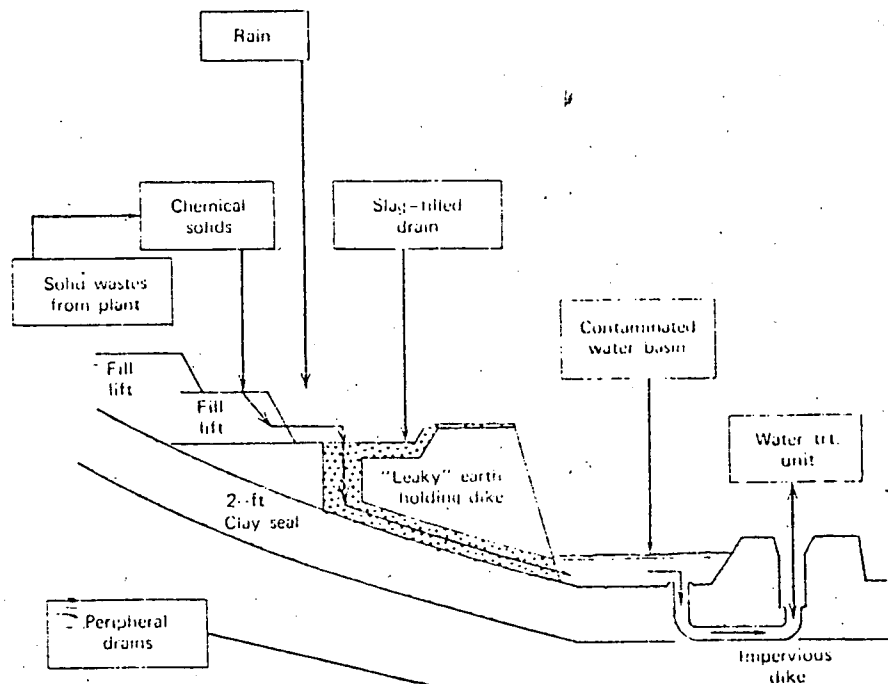 Rain
Chemical
solids
Slag-filled
drain
Solid wastes
from plant
Contaminated
water basin
Fill
lift
Fill
lift
Water trt.
unit
"Leaky" earth
holding dike
2-ft
Clay seal
Peripheral
drains
Impervious
dike